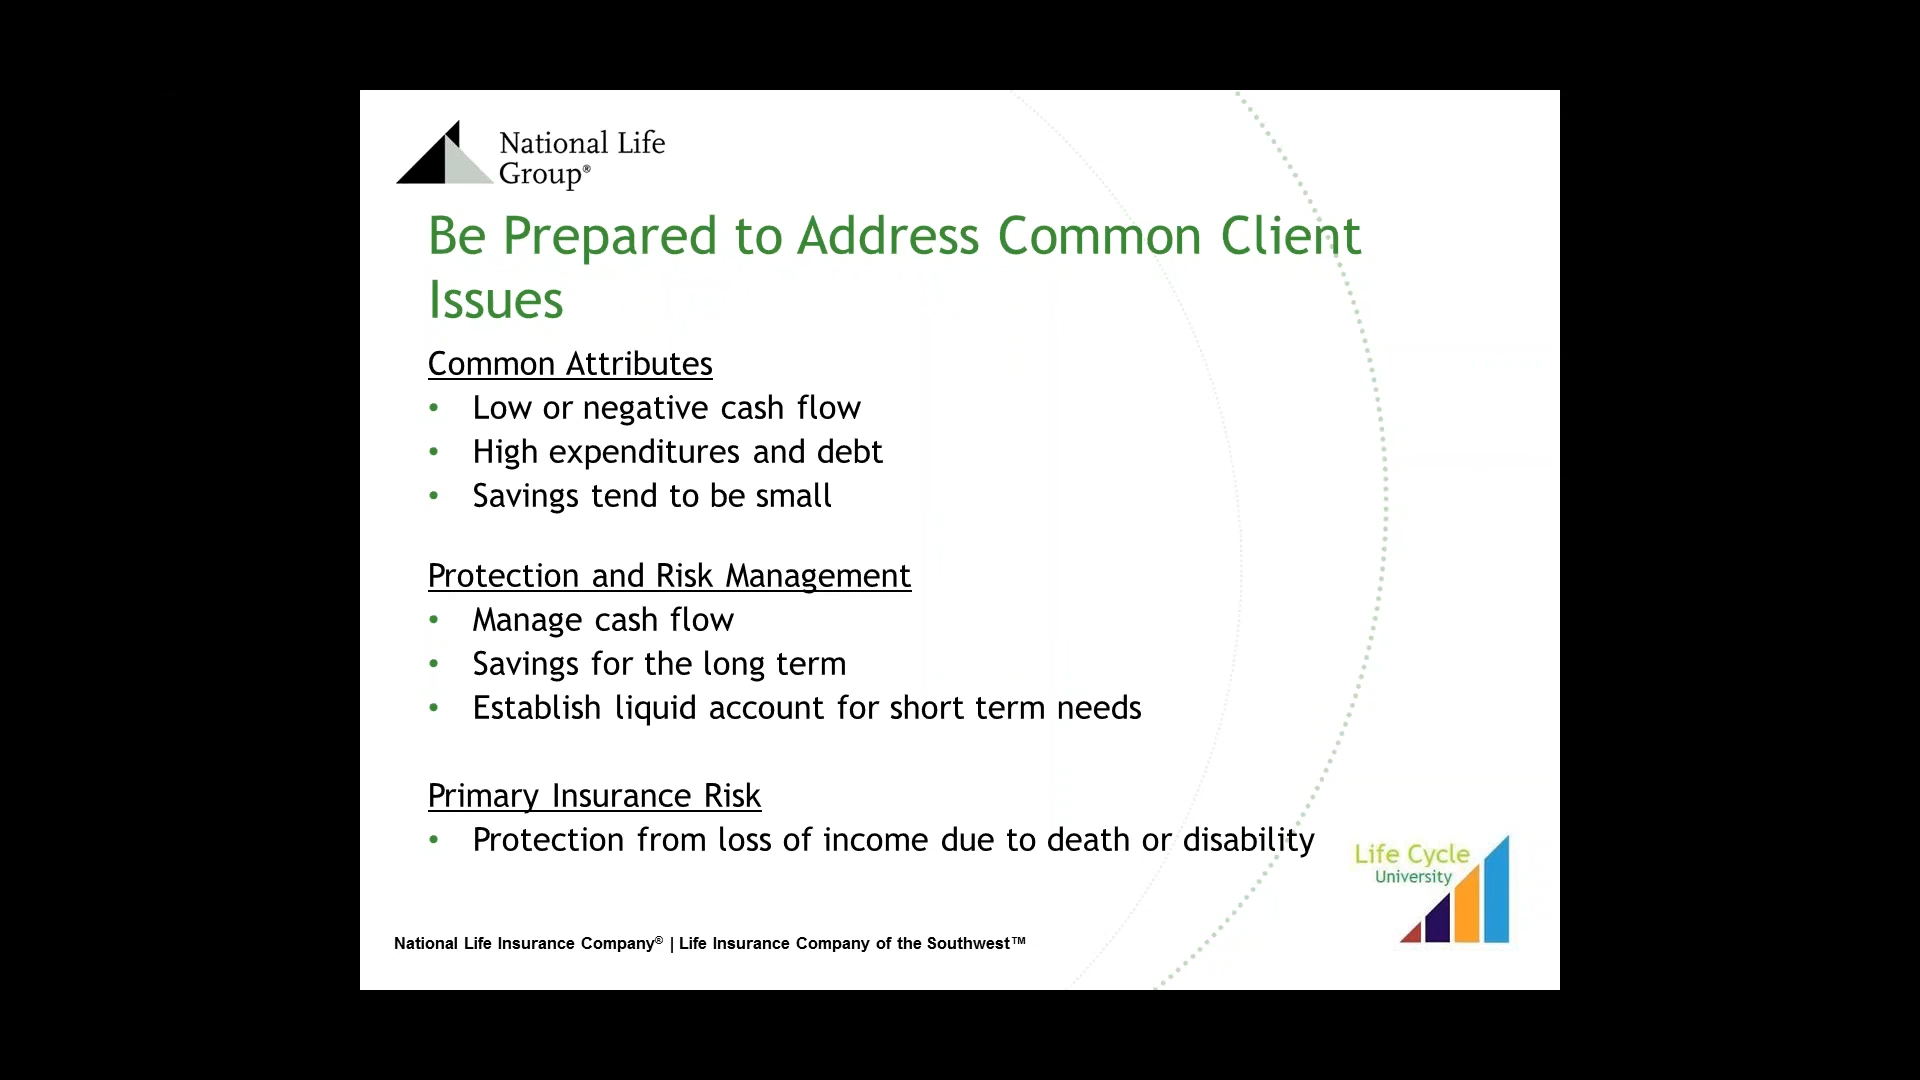 National Life
Group®
Be Prepared to Address Common Client
Issues
Common Attributes
• Low or negative cash flow
• High expenditures and debt
• Savings tend to be small
Protection and Risk Management
• Manage cash flow
• Savings for the long term
• Establish liquid account for short term needs
Primary Insurance Risk
• Protection from loss of income due to death or disability
Life Cycle
University
National Life Insurance Company® | Life Insurance Company of the Southwest™